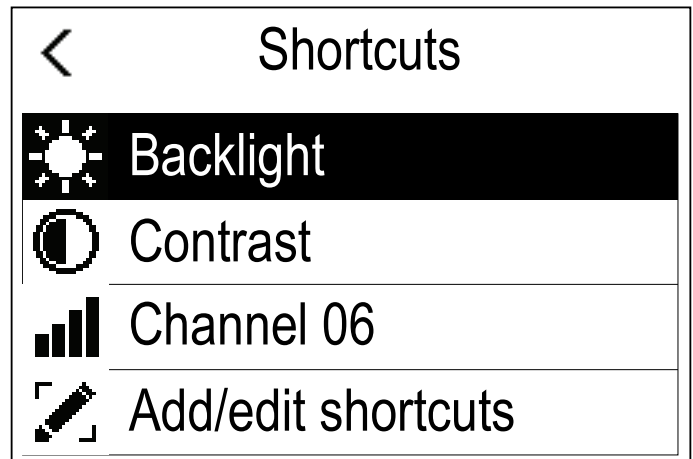 Shortcuts
Backlight
Contrast
Channel 06
Add/edit shortcuts